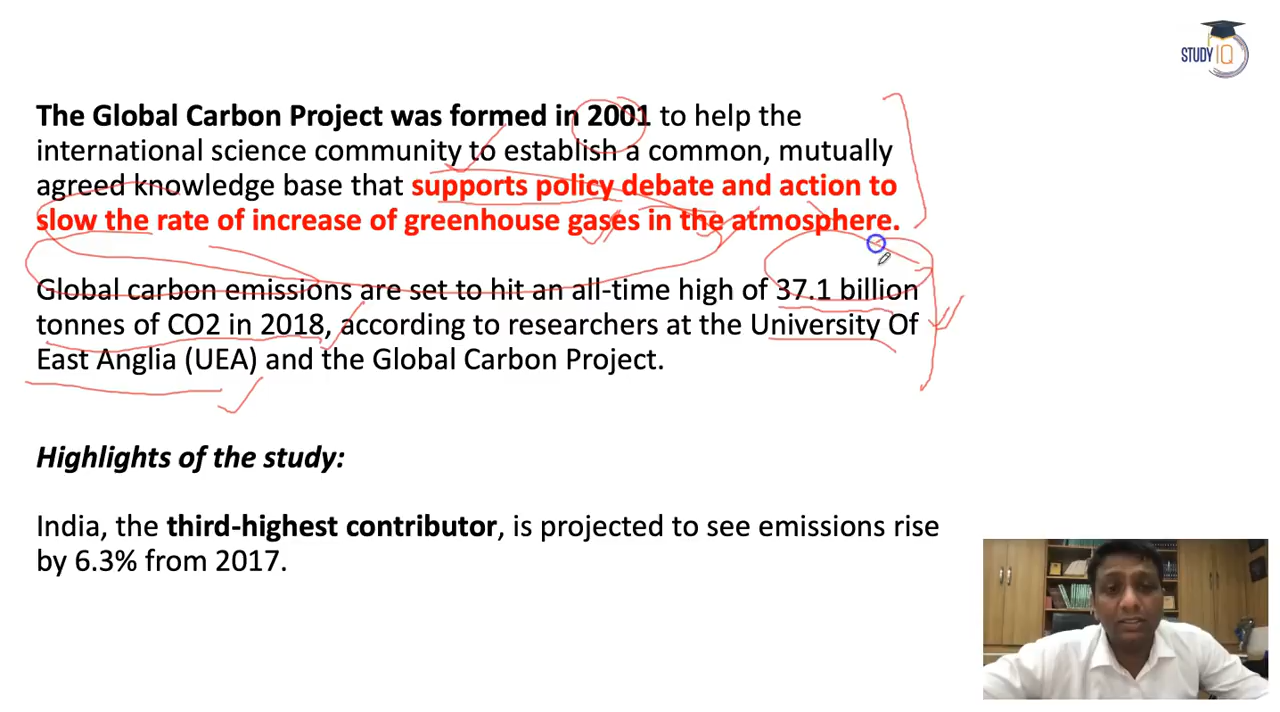 STUDY IQ
The Global Carbon Project was formed in 2001 to help the
international science community to establish a common, mutually
agreed knowledge base that supports policy debate and action to
slow the rate of increase of greenhouse gases in the atmosphere.
Global carbon emissions are set to hit an all-time high of 37.1 billion
tonnes of CO2 in 2018, according to researchers at the University Of
East Anglia (UEA) and the Global Carbon Project.
Highlights of the study:
India, the third-highest contributor, is projected to see emissions rise
by 6.3% from 2017.